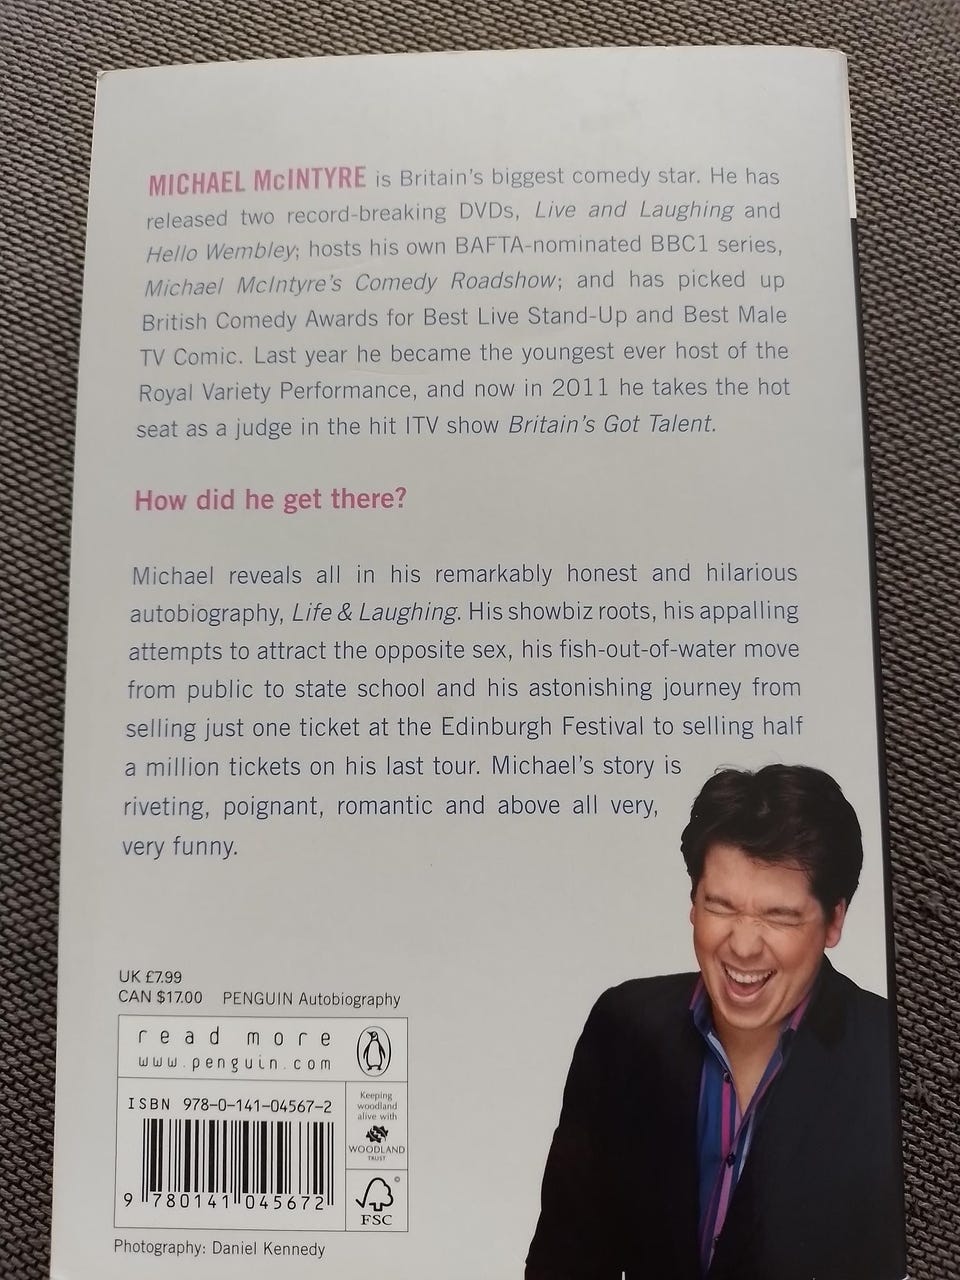 MICHAEL McINTYRE is Britain's biggest comedy star. He has
released two record-breaking DVDs, Live and Laughing and
Hello Wembley; hosts his own BAFTA-nominated BBC1 series,
Michael McIntyre's Comedy Roadshow; and has picked up
British Comedy Awards for Best Live Stand-Up and Best Male
TV Comic. Last year he became the youngest ever host of the
Royal Variety Performance, and now in 2011 he takes the hot
seat as a judge in the hit ITV show Britain's Got Talent.
How did he get there?
Michael reveals all in his remarkably honest and hilarious
autobiography, Life & Laughing. His showbiz roots, his appalling
attempts to attract the opposite sex, his fish-out-of-water move
from public to state school and his astonishing journey from
selling just one ticket at the Edinburgh Festival to selling half
a million tickets on his last tour. Michael's story is
riveting, poignant, romantic and above all very,
very funny.
UK £7.99
CAN $17.00 PENGUIN Autobiography
read more
www.penguin.com
ISBN 978-0-141-04567-2
9 780141 045672
Keeping
woodland
alive with
WOODLAND
TRUST
©
FSC
Photography: Daniel Kennedy